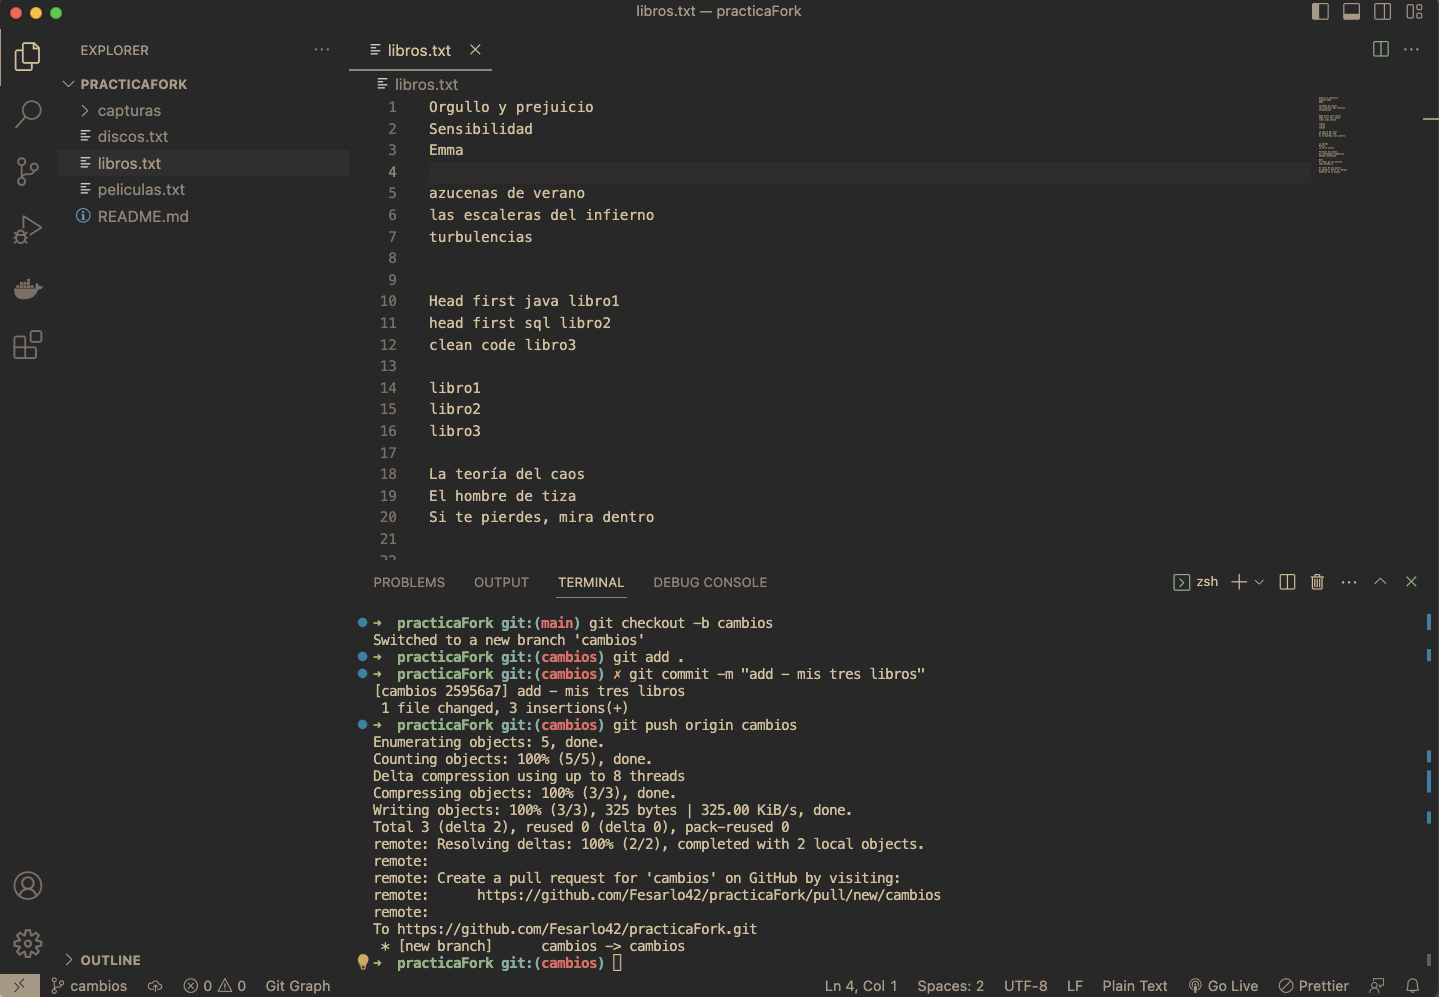 libros.txt — practicaFork
EXPLORER
PRACTICAFORK
capturas
discos.txt
libros.txt
peliculas.txt
README.md
OUTLINE
libros.txt
libros.txt
1 Orgullo y prejuicio
2 Sensibilidad
3 Emma
4
5 azucenas de verano
6 las escaleras del infierno
7 turbulencias
8
9
10 Head first java libro1
11 head first sql libro2
12 clean code libro3
13
14 libro1
15 libro2
16 libro3
17
18 La teoría del caos
19 El hombre de tiza
20 Si te pierdes, mira dentro
21
PROBLEMS OUTPUT TERMINAL DEBUG CONSOLE zsh
➜ practicaFork git:(main) git checkout -b cambios
Switched to a new branch 'cambios'
➜ practicaFork git:(cambios) git add .
➜ practicaFork git:(cambios) ✗ git commit -m "add - mis tres libros"
[cambios 25956a7] add - mis tres libros
1 file changed, 3 insertions(+)
➜ practicaFork git:(cambios) git push origin cambios
Enumerating objects: 5, done.
Counting objects: 100% (5/5), done.
Delta compression using up to 8 threads
Compressing objects: 100% (3/3), done.
Writing objects: 100% (3/3), 325 bytes | 325.00 KiB/s, done.
Total 3 (delta 2), reused 0 (delta 0), pack-reused 0
remote: Resolving deltas: 100% (2/2), completed with 2 local objects.
remote:
remote: Create a pull request for 'cambios' on GitHub by visiting:
remote: https://github.com/Fesarlo42/practicaFork/pull/new/cambios
remote:
To https://github.com/Fesarlo42/practicaFork.git
* [new branch] cambios -> cambios
➜ practicaFork git:(cambios)
cambios 0 0 Git Graph Ln 4, Col 1 Spaces: 2 UTF-8 LF Plain Text Go Live Prettier